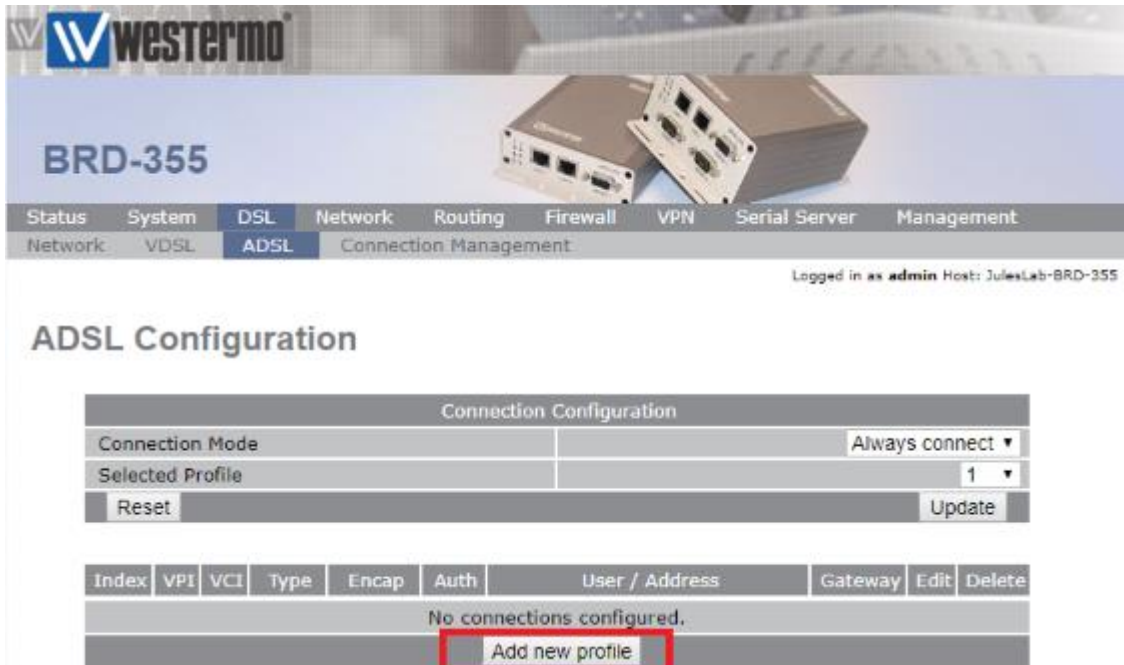 westermo
BRD-355
Status System DSL Network Routing Firewall VPN Serial Server Management
Network VDSL ADSL Connection Management
Logged in as admin Host: JulesLab-BRD-355
ADSL Configuration
Connection Configuration
Connection Mode Always connect
Selected Profile 1
Reset Update
Index VPI VCI Type Encap Auth User / Address Gateway Edit Delete
No connections configured.
Add new profile